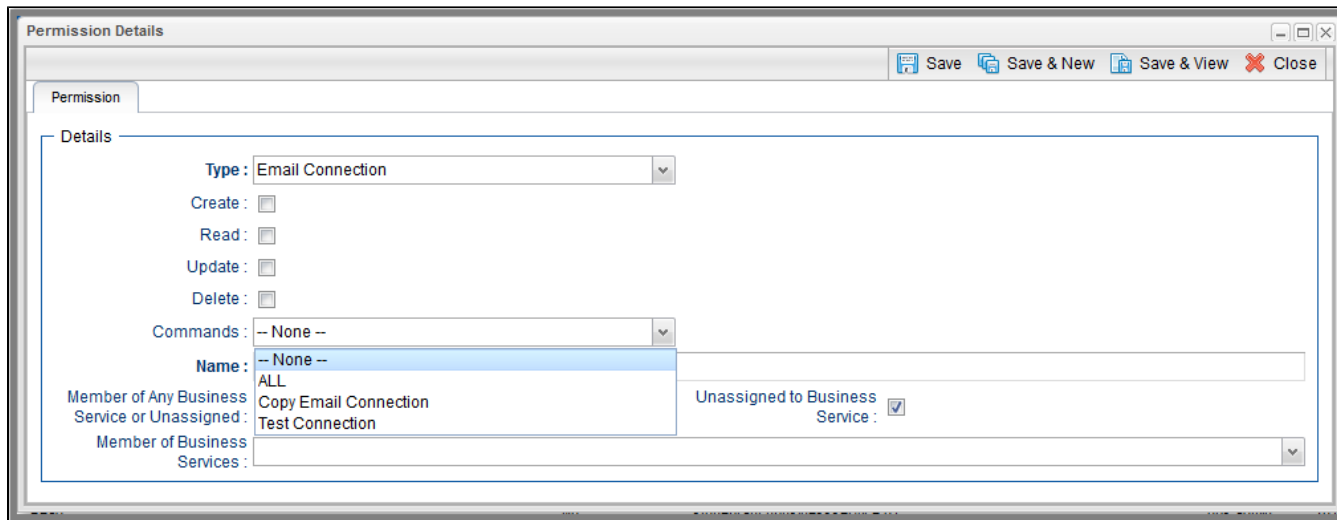 Permission Details
Save Save & New Save & View Close
Permission
Details
Type : Email Connection
Create :
Read :
Update :
Delete :
Commands : -- None --
Name : -- None --
ALL
Copy Email Connection
Test Connection
Member of Any Business
Service or Unassigned :
Unassigned to Business
Service :
Member of Business
Services :